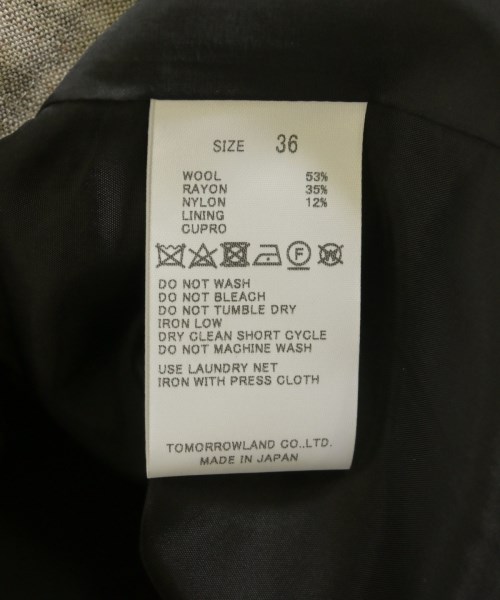 SIZE 36
WOOL 53%
RAYON 35%
NYLON 12%
LINING
CUPRO
DO NOT WASH
DO NOT BLEACH
DO NOT TUMBLE DRY
IRON LOW
DRY CLEAN SHORT CYCLE
DO NOT MACHINE WASH
USE LAUNDRY NET
IRON WITH PRESS CLOTH
TOMORROWLAND CO.,LTD.
MADE IN JAPAN